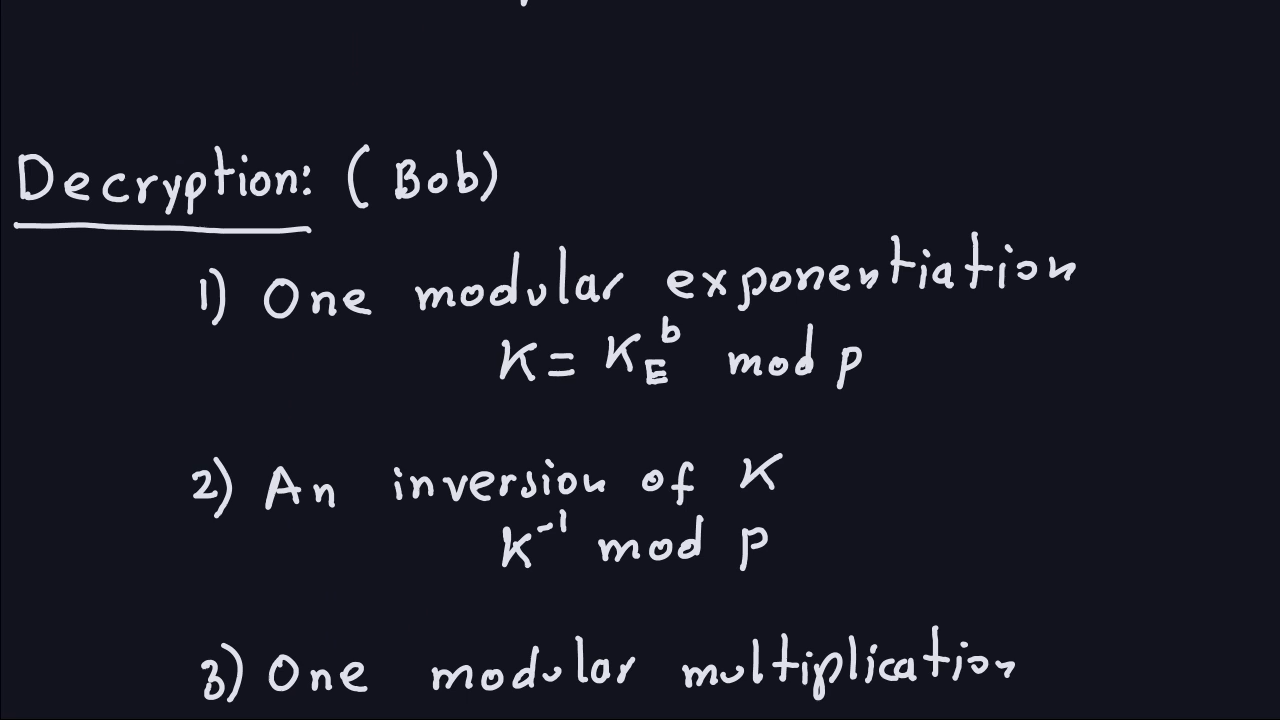 Decryption: (Bob)
1) One modular exponentiation
K = K_E^b mod p
2) An inversion of K
K^-1 mod p
3) One modular multiplication